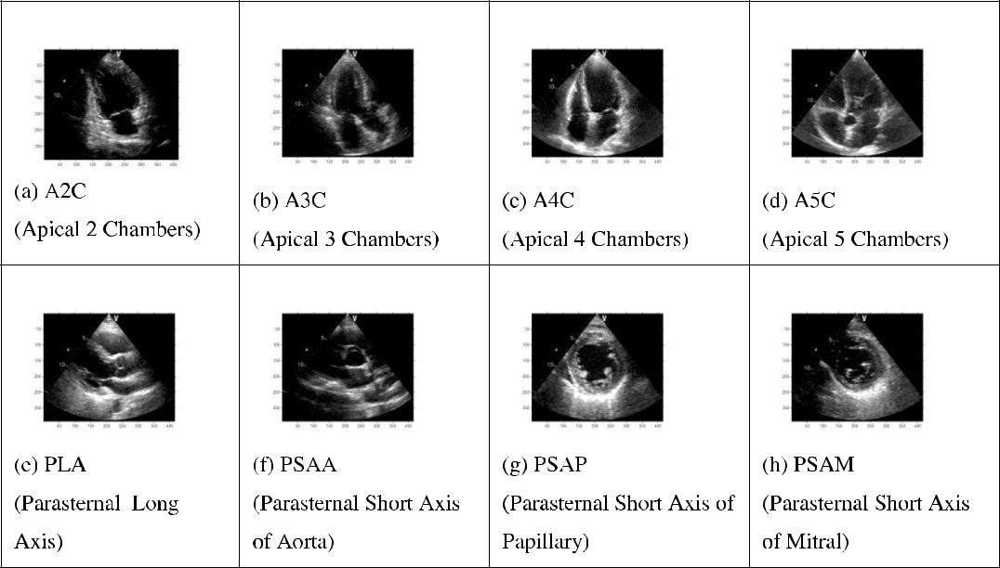 (a) A2C
(Apical 2 Chambers)
(b) A3C
(Apical 3 Chambers)
(c) A4C
(Apical 4 Chambers)
(d) A5C
(Apical 5 Chambers)
(e) PLA
(Parasternal Long
Axis)
(f) PSAA
(Parasternal Short Axis
of Aorta)
(g) PSAP
(Parasternal Short Axis of
Papillary)
(h) PSAM
(Parasternal Short Axis
of Mitral)